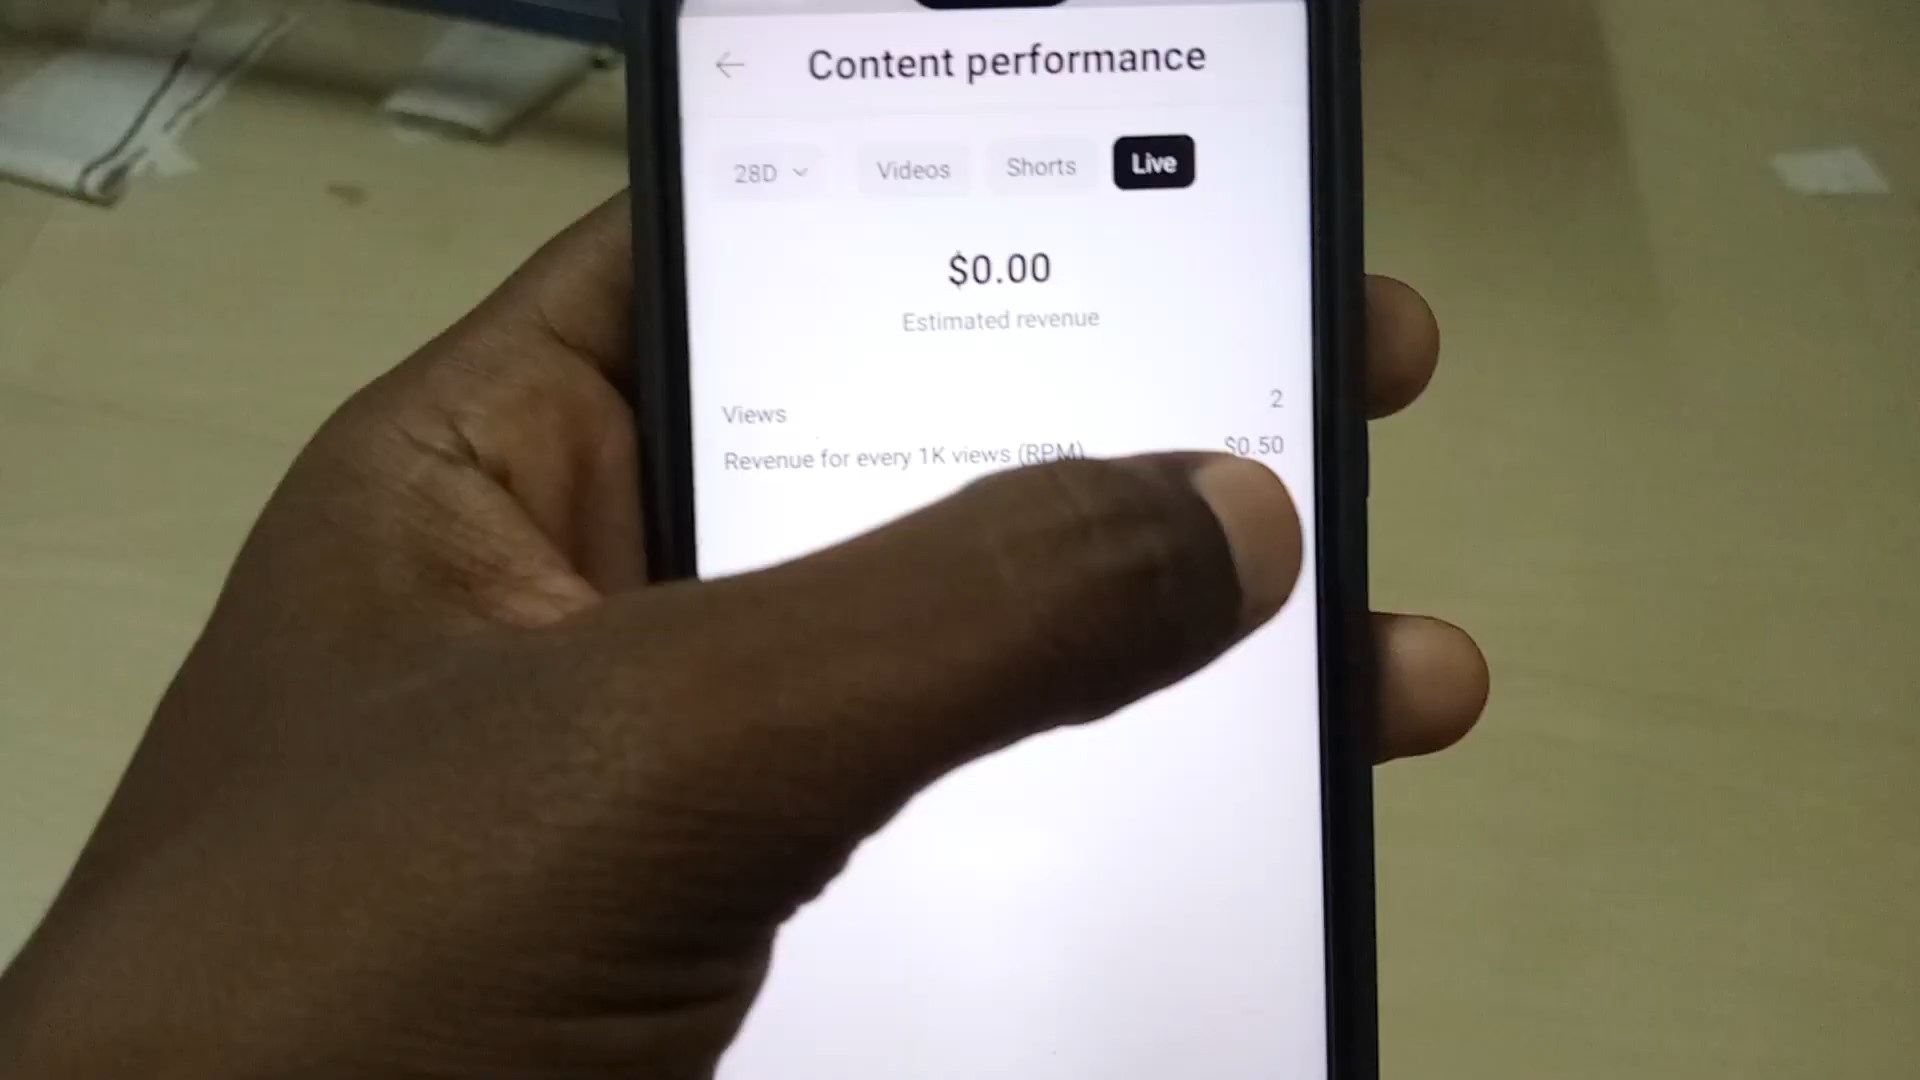 Content performance
28D Videos Shorts Live
$0.00
Estimated revenue
Views 2
Revenue for every 1K views (RPM) $0.50